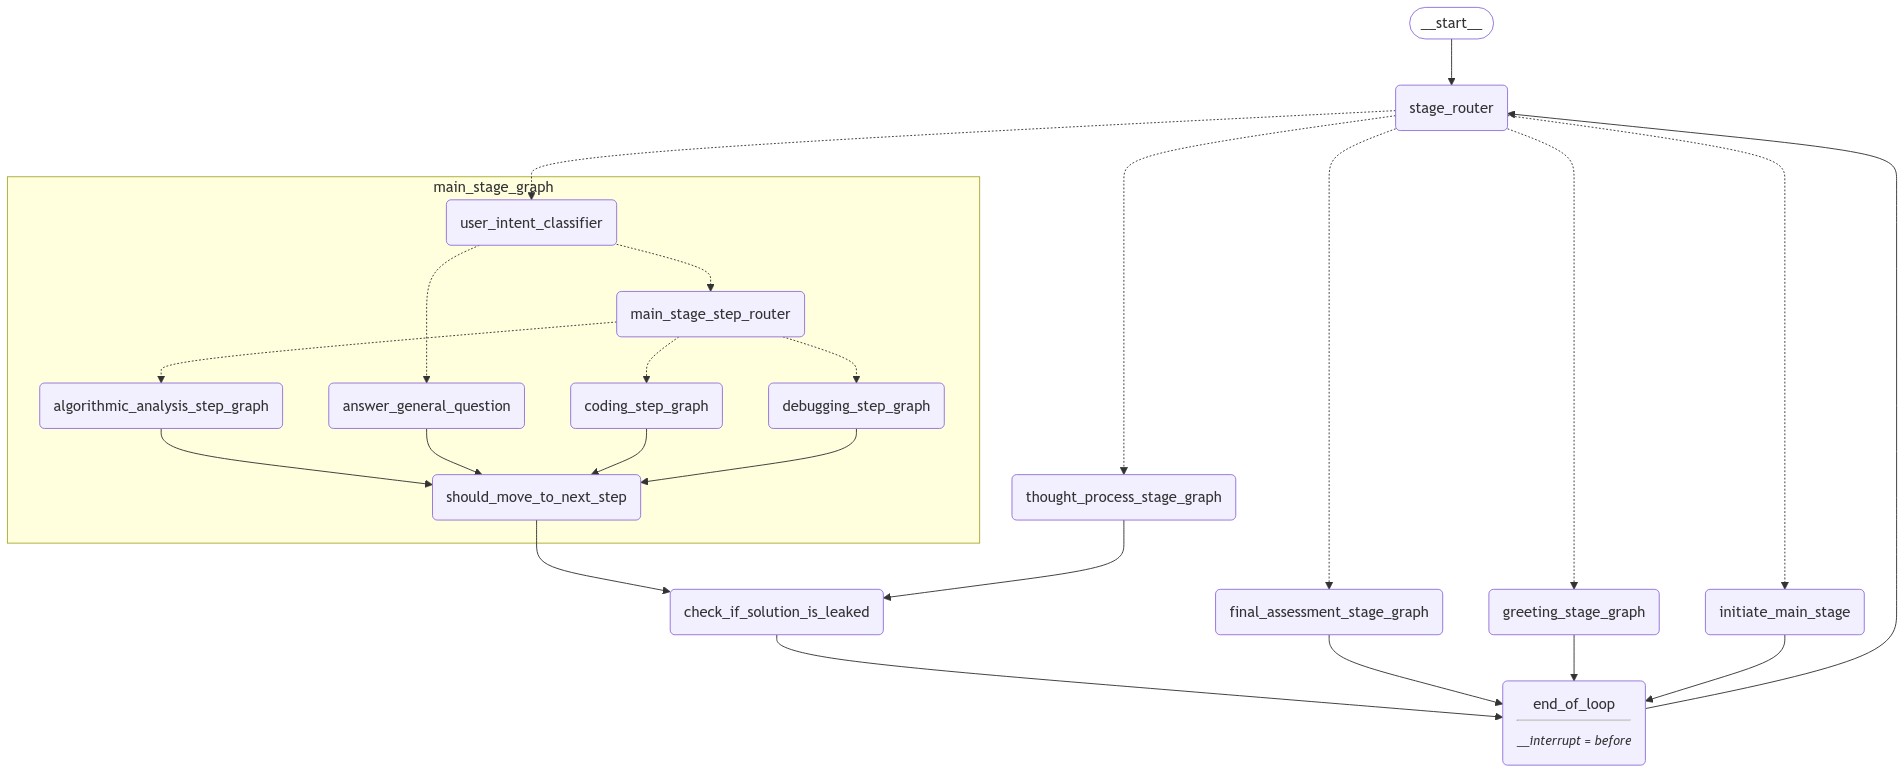 __start__
stage_router
main_stage_graph
user_intent_classifier
main_stage_step_router
algorithmic_analysis_step_graph
answer_general_question
coding_step_graph
debugging_step_graph
should_move_to_next_step
thought_process_stage_graph
check_if_solution_is_leaked
final_assessment_stage_graph
greeting_stage_graph
initiate_main_stage
end_of_loop
__interrupt = before